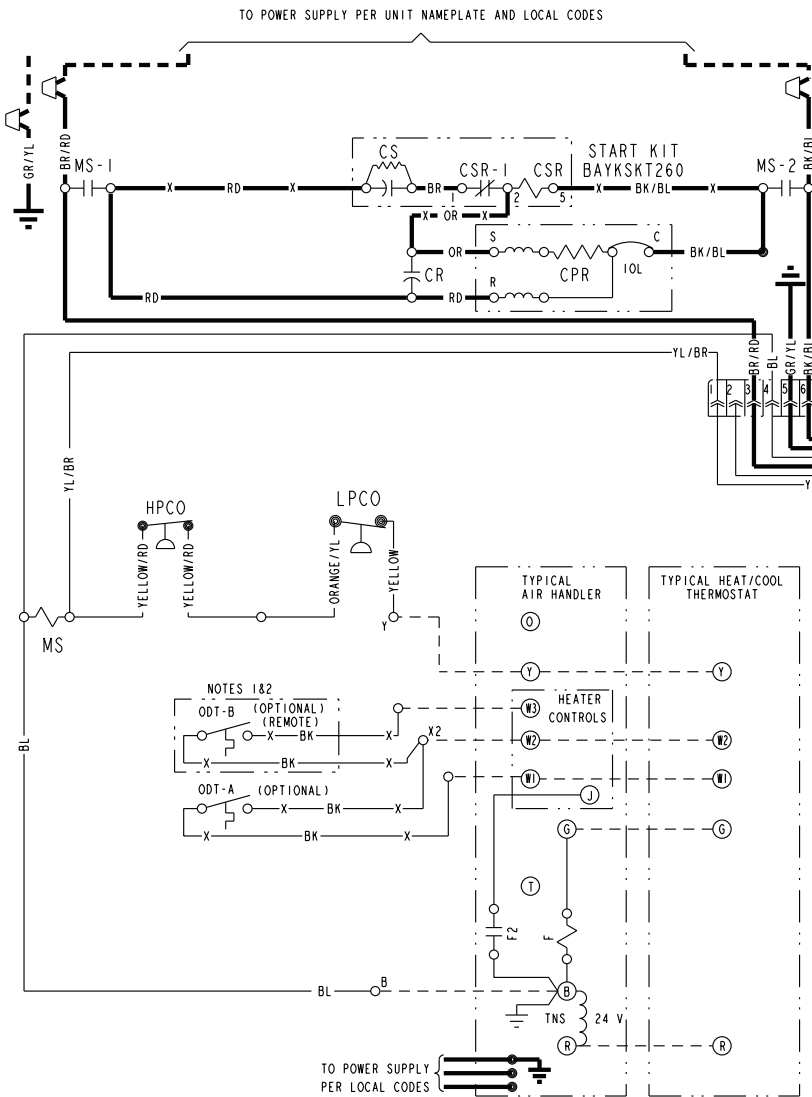 TO POWER SUPPLY PER UNIT NAMEPLATE AND LOCAL CODES
GR/YL
BR/RD
BK/BL
MS-1
X RD X
CS
BR
CSR-1
CSR
1 2 5
START KIT
BAYKSKT260
X BK/BL X
MS-2
X OR X
OR
S
C
BK/BL
CR
CPR
IOL
RD
RD
R
YL/BR
BR/RD
BL
GR/YL
BK/BL
1 2 3 4 5 6
Y
YL/BR
HPCO
LPCO
YELLOW/RD
YELLOW/RD
ORANGE/YL
YELLOW
MS
Y
TYPICAL
AIR HANDLER
TYPICAL HEAT/COOL
THERMOSTAT
O
Y
Y
NOTES 1&2
ODT-B (OPTIONAL)
(REMOTE)
X BK X
X BK X
X2
W3
HEATER
CONTROLS
W2
W2
ODT-A (OPTIONAL)
X BK X
X BK X
W1
W1
J
G
G
T
F2
F
BL
BL
B
B
TNS 24 V
R
R
TO POWER SUPPLY
PER LOCAL CODES